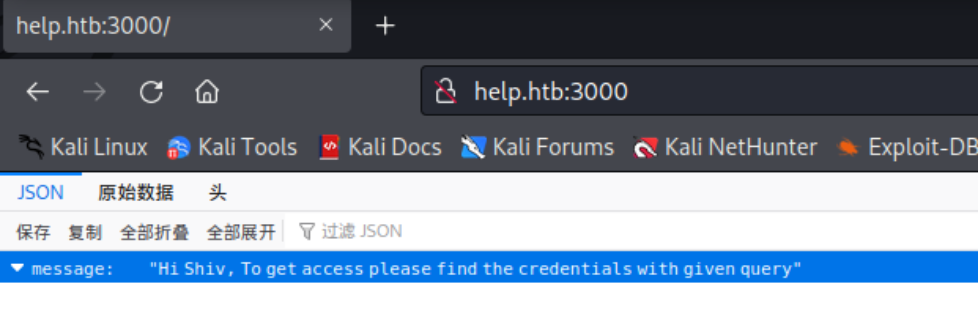 help.htb:3000/
help.htb:3000
Kali Linux Kali Tools Kali Docs Kali Forums Kali NetHunter Exploit-DB
JSON 原始数据 头
保存 复制 全部折叠 全部展开 过滤 JSON
message: "Hi Shiv, To get access please find the credentials with given query"